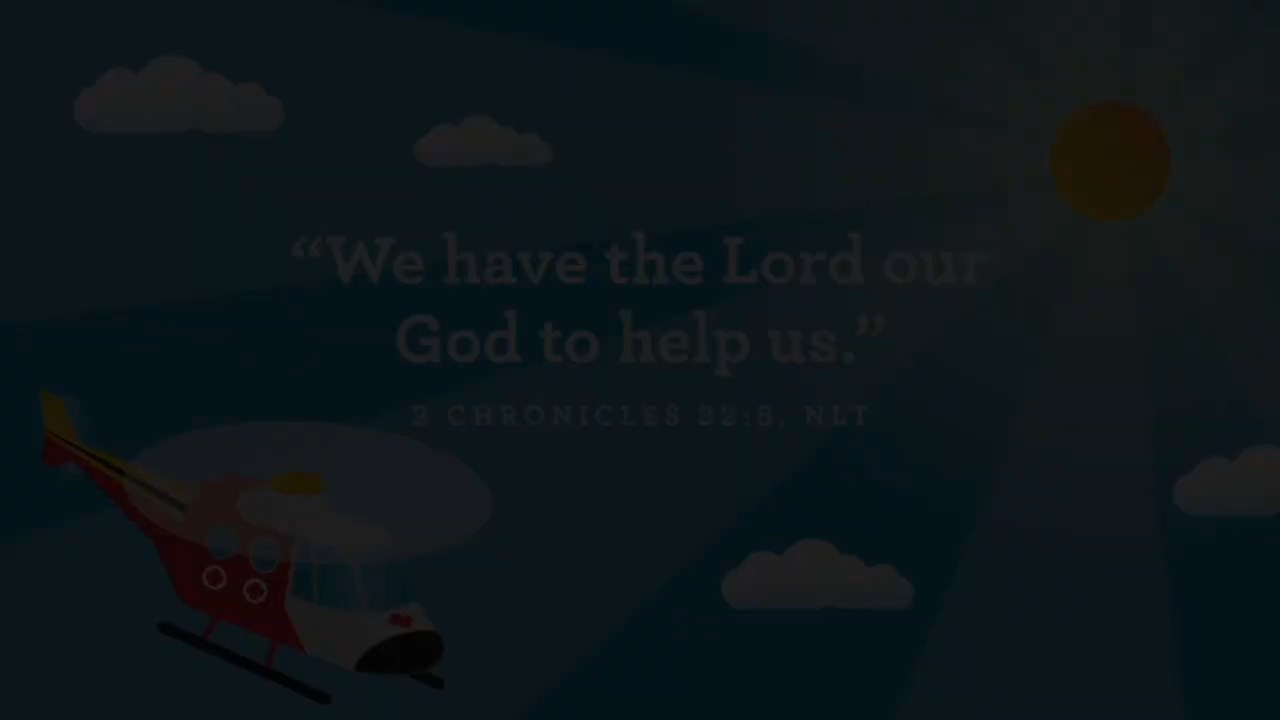 “We have the Lord our
God to help us.”
2 CHRONICLES 32:8, NLT